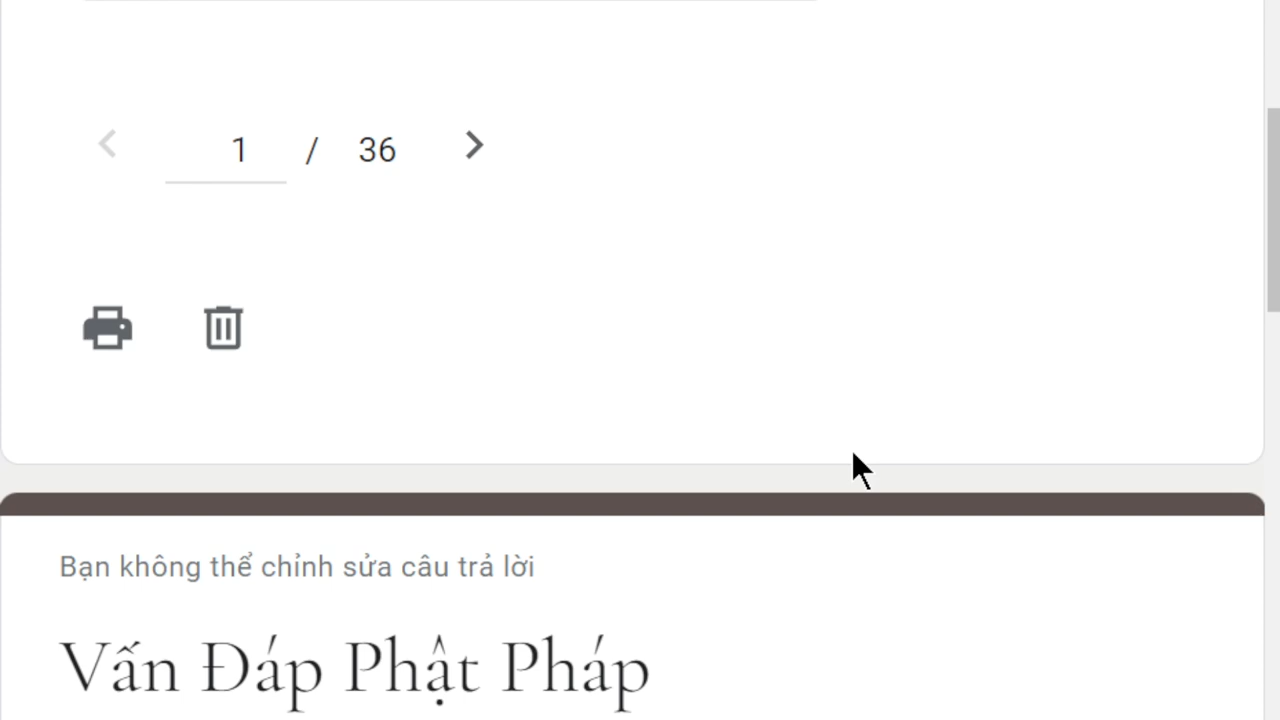 1 / 36
Bạn không thể chỉnh sửa câu trả lời
Vấn Đáp Phật Pháp